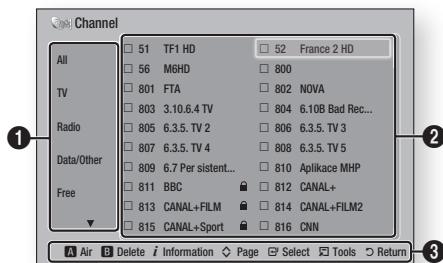 Channel
All
TV
Radio
Data/Other
Free
51 TF1 HD
52 France 2 HD
56 M6HD
800
801 FTA
802 NOVA
803 3.10.6.4 TV
804 6.10B Bad Rec...
805 6.3.5. TV 2
806 6.3.5. TV 3
807 6.3.5. TV 4
808 6.3.5. TV 5
809 6.7 Per sistent...
810 Aplikace MHP
811 BBC
812 CANAL+
813 CANAL+FILM
814 CANAL+FILM2
815 CANAL+Sport
816 CNN
1
2
A Air B Delete i Information Page Select Tools Return
3